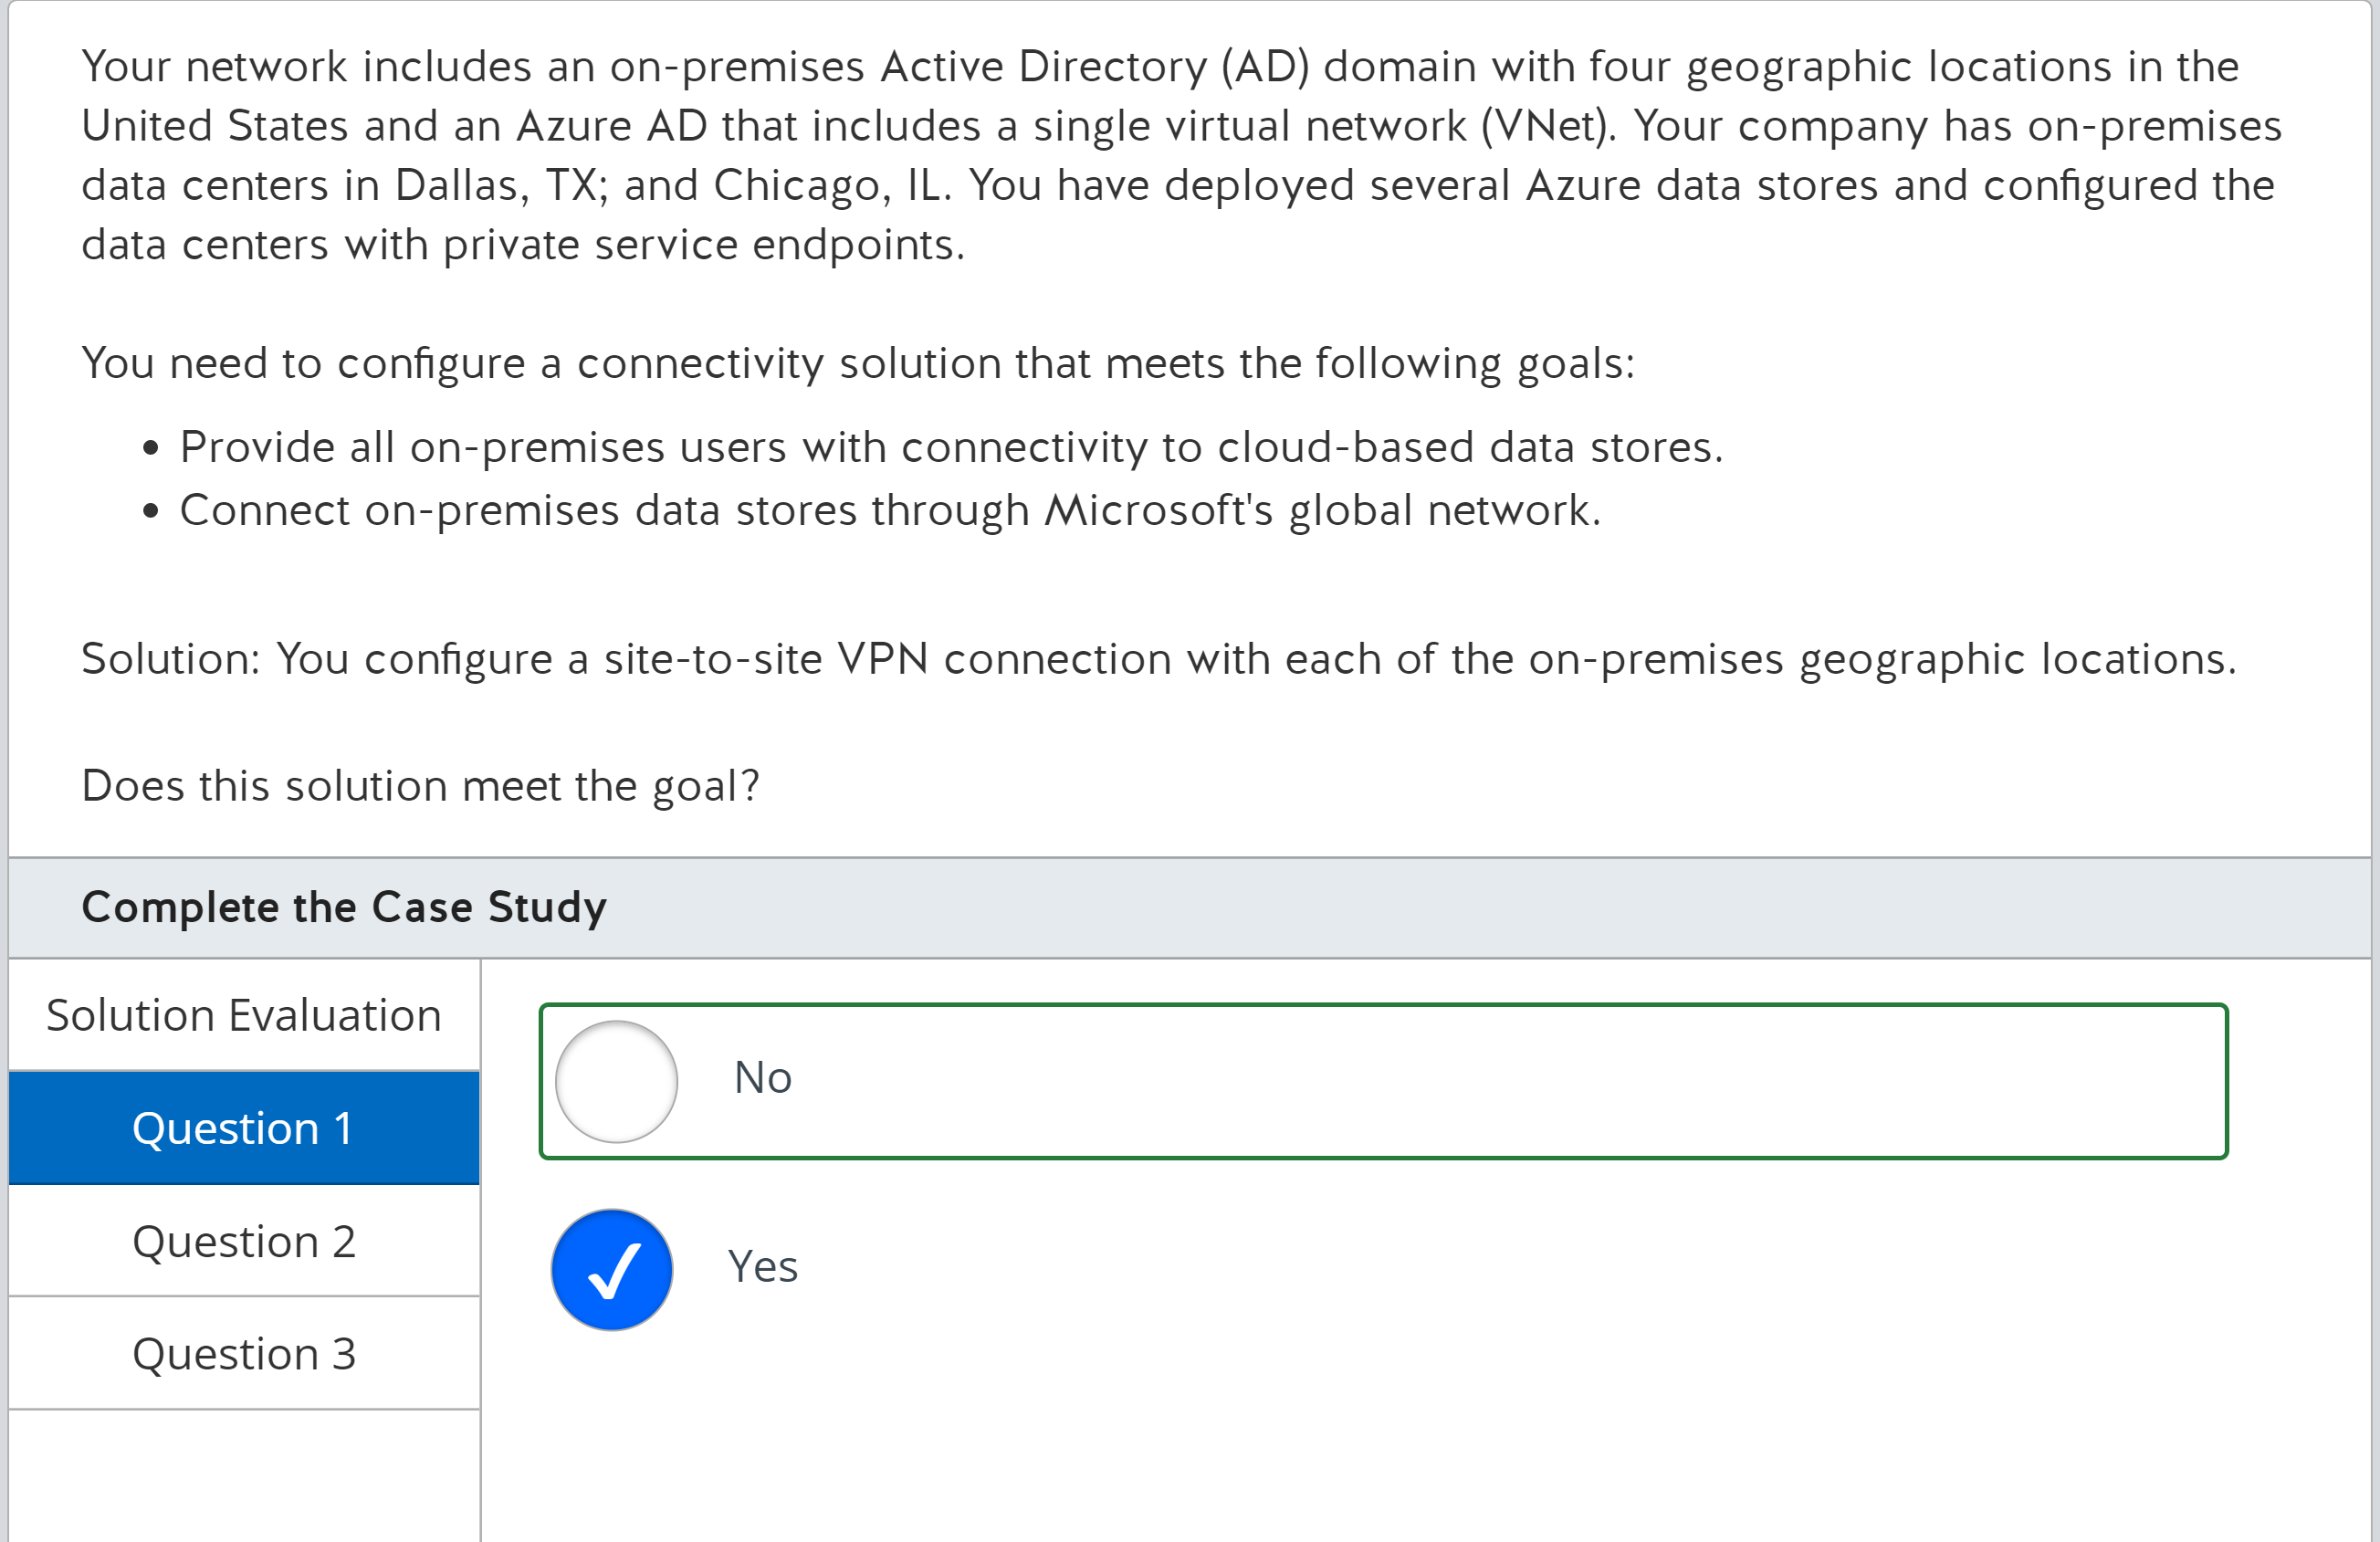 Your network includes an on-premises Active Directory (AD) domain with four geographic locations in the
United States and an Azure AD that includes a single virtual network (VNet). Your company has on-premises
data centers in Dallas, TX; and Chicago, IL. You have deployed several Azure data stores and configured the
data centers with private service endpoints.
You need to configure a connectivity solution that meets the following goals:
• Provide all on-premises users with connectivity to cloud-based data stores.
• Connect on-premises data stores through Microsoft's global network.
Solution: You configure a site-to-site VPN connection with each of the on-premises geographic locations.
Does this solution meet the goal?
Complete the Case Study
Solution Evaluation
Question 1
Question 2
Question 3
No
Yes